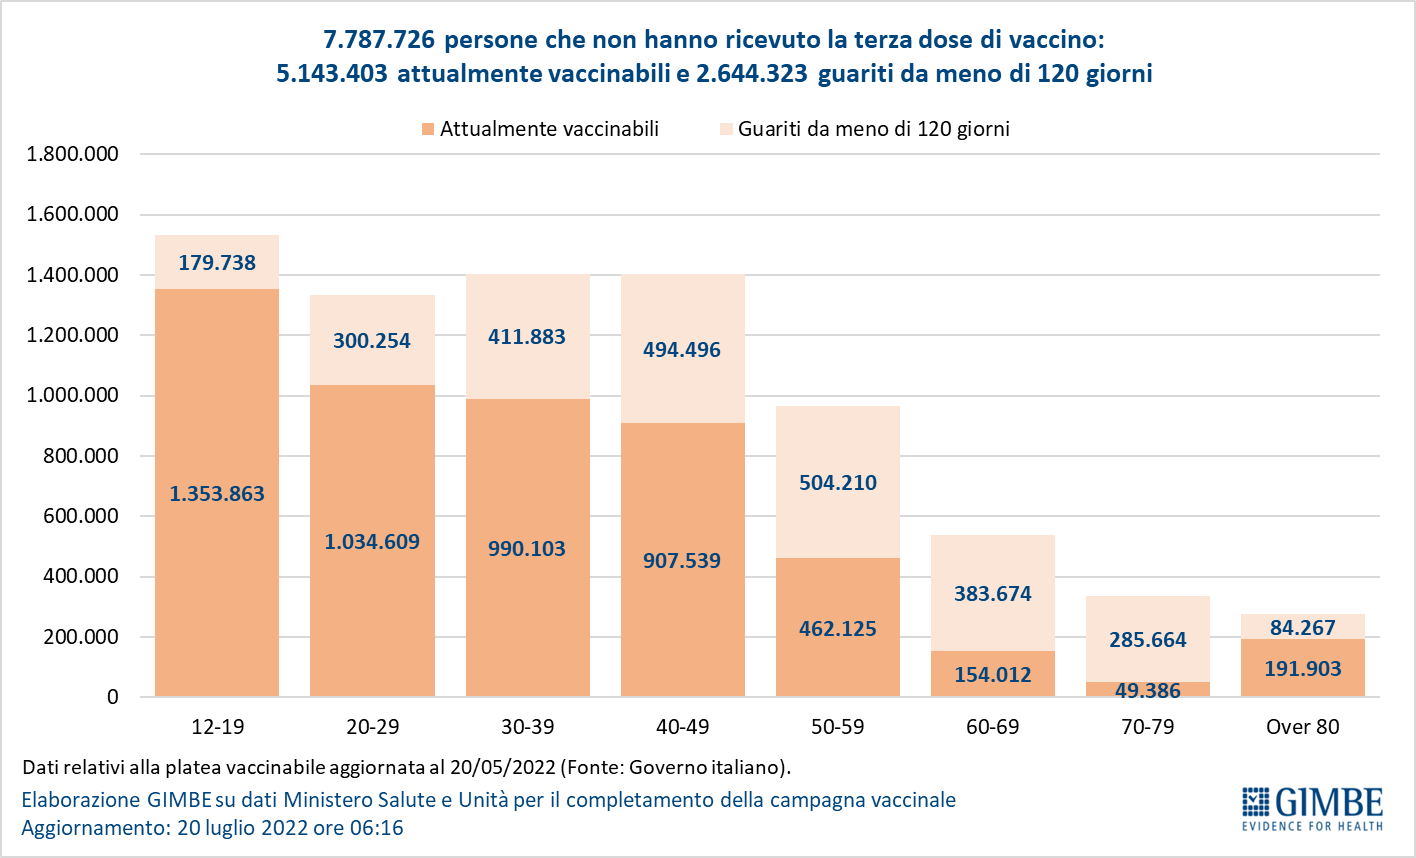 7.787.726 persone che non hanno ricevuto la terza dose di vaccino:
5.143.403 attualmente vaccinabili e 2.644.323 guariti da meno di 120 giorni
Attualmente vaccinabili Guariti da meno di 120 giorni
1.800.000
1.600.000
1.400.000
1.200.000
1.000.000
800.000
600.000
400.000
200.000
0
179.738
300.254
411.883
494.496
504.210
383.674
285.664
84.267
1.353.863
1.034.609
990.103
907.539
462.125
154.012
49.386
191.903
12-19 20-29 30-39 40-49 50-59 60-69 70-79 Over 80
Dati relativi alla platea vaccinabile aggiornata al 20/05/2022 (Fonte: Governo italiano).
Elaborazione GIMBE su dati Ministero Salute e Unità per il completamento della campagna vaccinale
Aggiornamento: 20 luglio 2022 ore 06:16
GIMBE
EVIDENCE FOR HEALTH